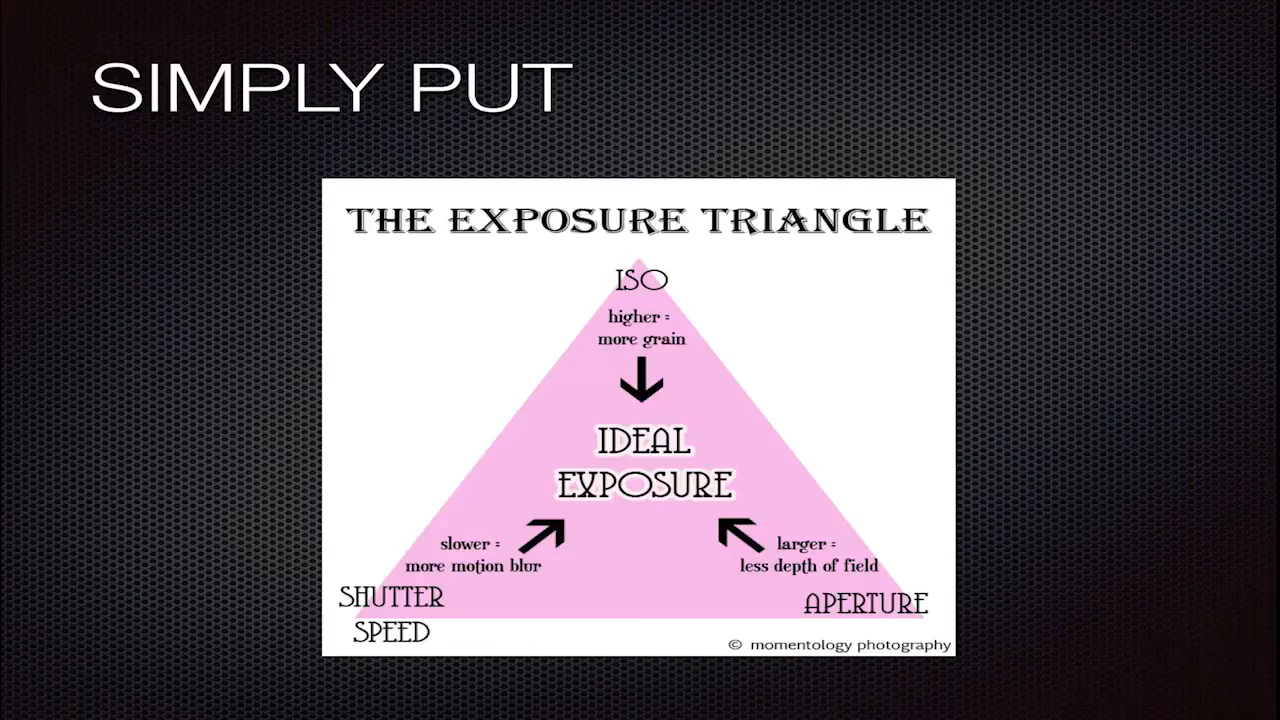 SIMPLY PUT
THE EXPOSURE TRIANGLE
ISO
higher =
more grain
IDEAL
EXPOSURE
slower =
more motion blur
larger =
less depth of field
SHUTTER
SPEED
APERTURE
© momentology photography